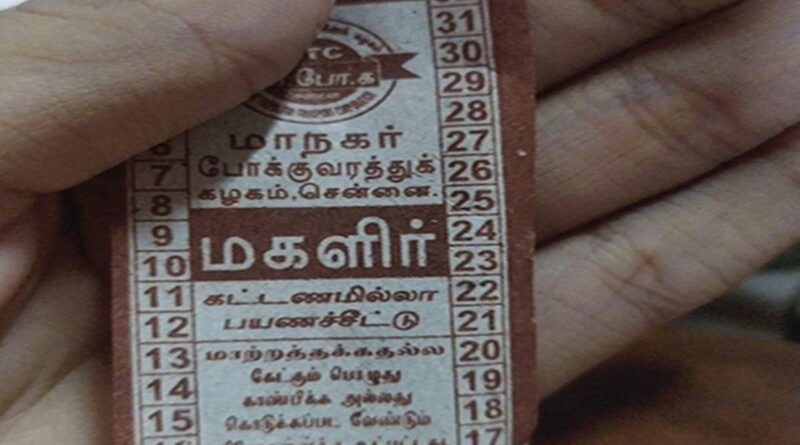 31
30
TC
போ.க
29
28
மாநகர்
27
போக்குவரத்துக்
7
26
கழகம்,சென்னை.
8
25
மகளிர்
9
24
10
23
11
கட்டணமில்லா
22
12
பயணச்சீட்டு
21
13
மாற்றத்தக்கதல்ல
20
கேட்கும் பொழுது
14
19
காண்பிக்க அல்லது
15
கொடுக்கப்பட வேண்டும்
18
17